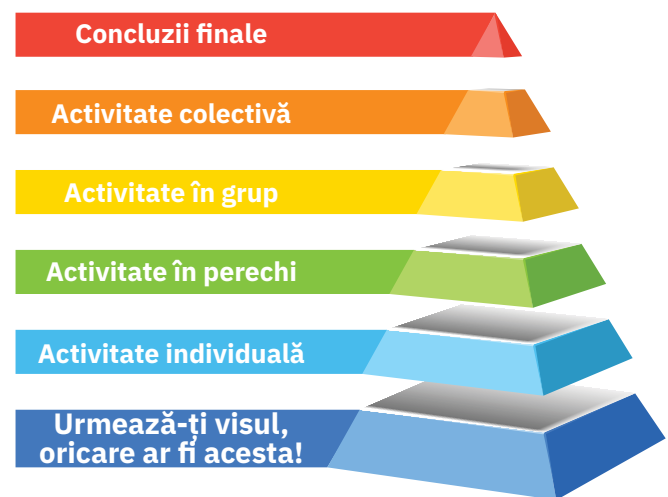 Concluzii finale
Activitate colectivă
Activitate în grup
Activitate în perechi
Activitate individuală
Urmează-ți visul,
oricare ar fi acesta!